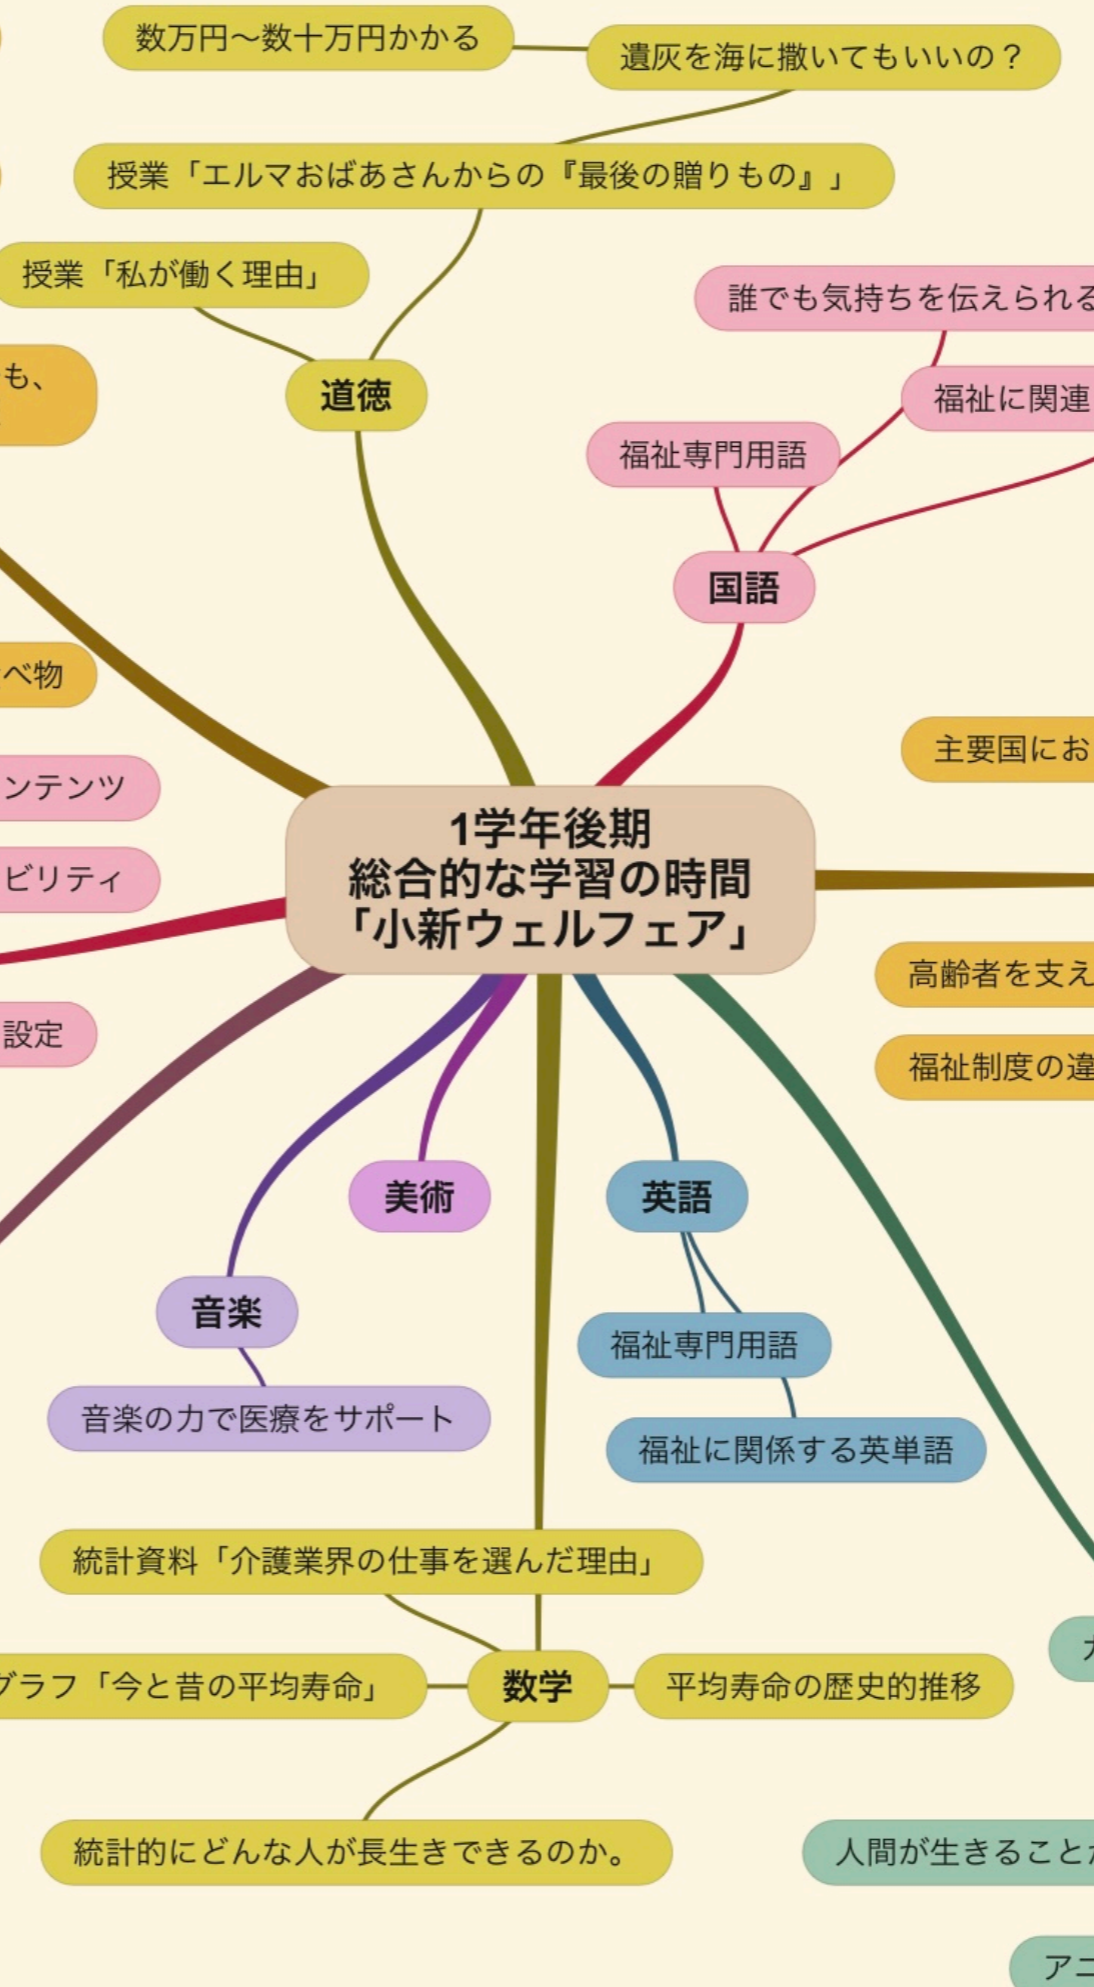 数万円〜数十万円かかる
遺灰を海に撒いてもいいの？
授業「エルマおばあさんからの『最後の贈りもの』」
授業「私が働く理由」
誰でも気持ちを伝えられる
も、
道徳
福祉に関連
福祉専門用語
国語
べ物
主要国にお
ンテンツ
1学年後期
総合的な学習の時間
「小新ウェルフェア」
ビリティ
高齢者を支え
設定
福祉制度の違
美術
英語
音楽
福祉専門用語
音楽の力で医療をサポート
福祉に関係する英単語
統計資料「介護業界の仕事を選んだ理由」
グラフ「今と昔の平均寿命」
数学
平均寿命の歴史的推移
統計的にどんな人が長生きできるのか。
人間が生きること
アニ